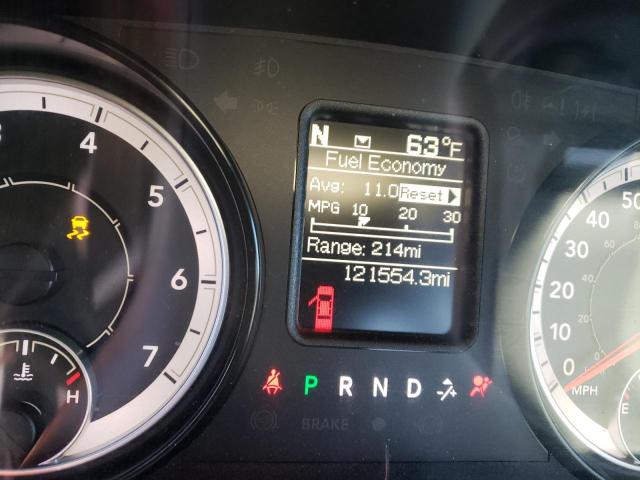 N 63°F
Fuel Economy
Avg: 11.0 Reset
MPG 10 20 30
Range: 214mi
121554.3mi
P R N D
BRAKE
3
4
5
6
7
H
50
40
30
20
10
0
MPH
E